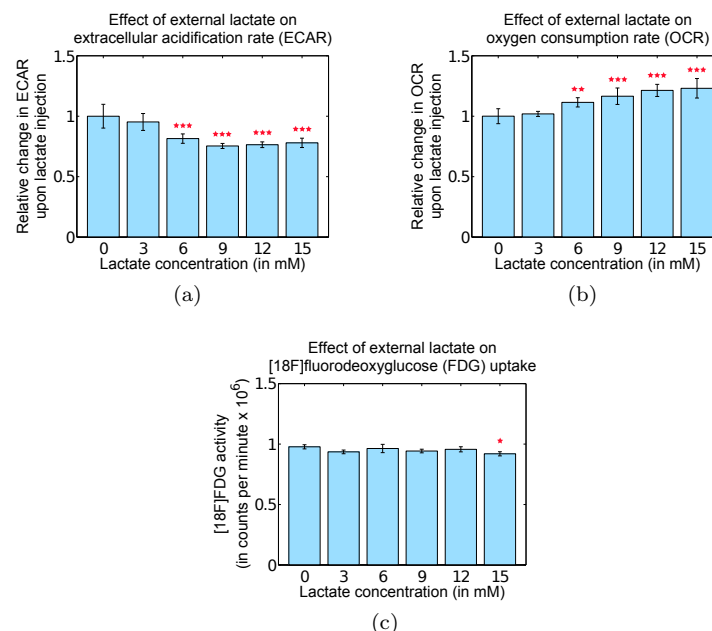 Effect of external lactate on
extracellular acidification rate (ECAR)
Relative change in ECAR
upon lactate injection
1.5
1
0.5
0
***
***
***
***
0 3 6 9 12 15
Lactate concentration (in mM)
(a)
Effect of external lactate on
oxygen consumption rate (OCR)
Relative change in OCR
upon lactate injection
1.5
1
0.5
0
**
***
***
***
0 3 6 9 12 15
Lactate concentration (in mM)
(b)
Effect of external lactate on
[18F]fluorodeoxyglucose (FDG) uptake
[18F]FDG activity
(in counts per minute x 10⁶)
1.5
1
0.5
0
*
0 3 6 9 12 15
Lactate concentration (in mM)
(c)